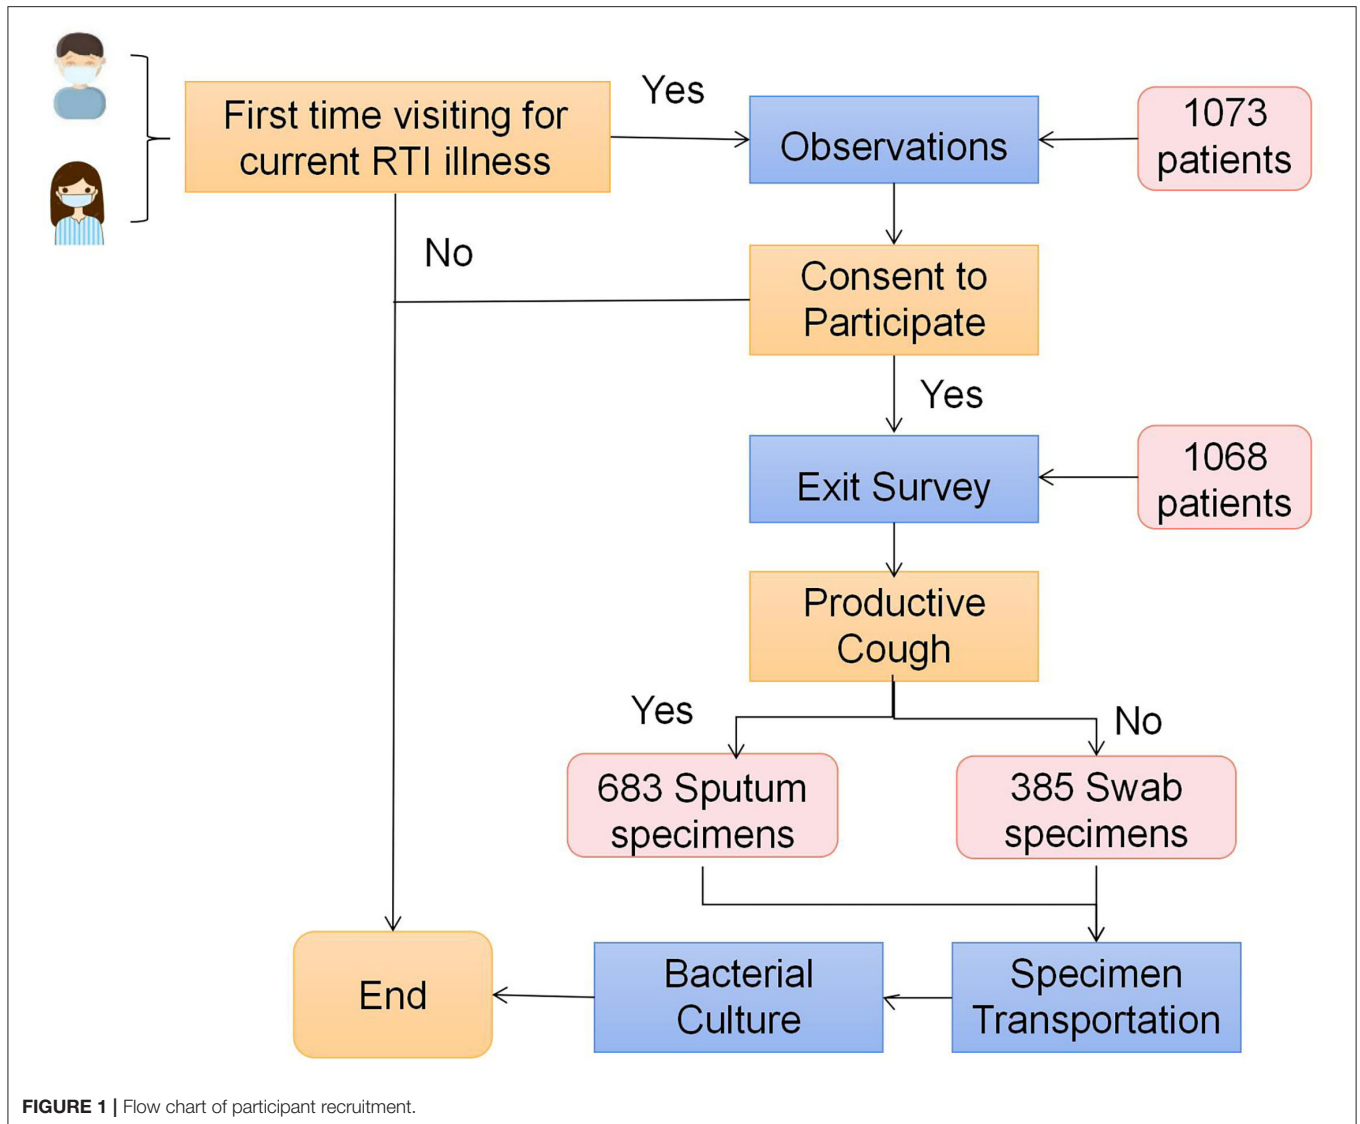 First time visiting for
current RTI illness
Yes
Observations
1073
patients
No
Consent to
Participate
Yes
Exit Survey
1068
patients
Productive
Cough
Yes
No
683 Sputum
specimens
385 Swab
specimens
End
Bacterial
Culture
Specimen
Transportation
FIGURE 1 | Flow chart of participant recruitment.